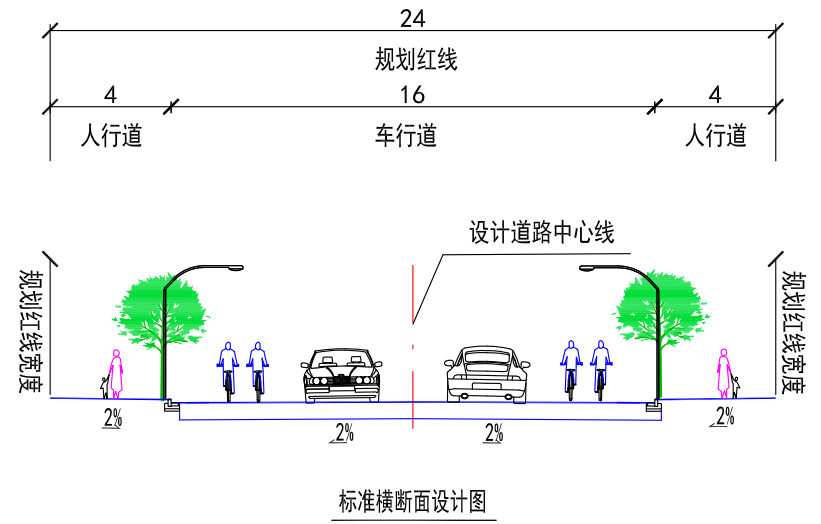 24
规划红线
4 16 4
人行道 车行道 人行道
设计道路中心线
规划红线宽度
规划红线宽度
2% 2% 2% 2%
标准横断面设计图